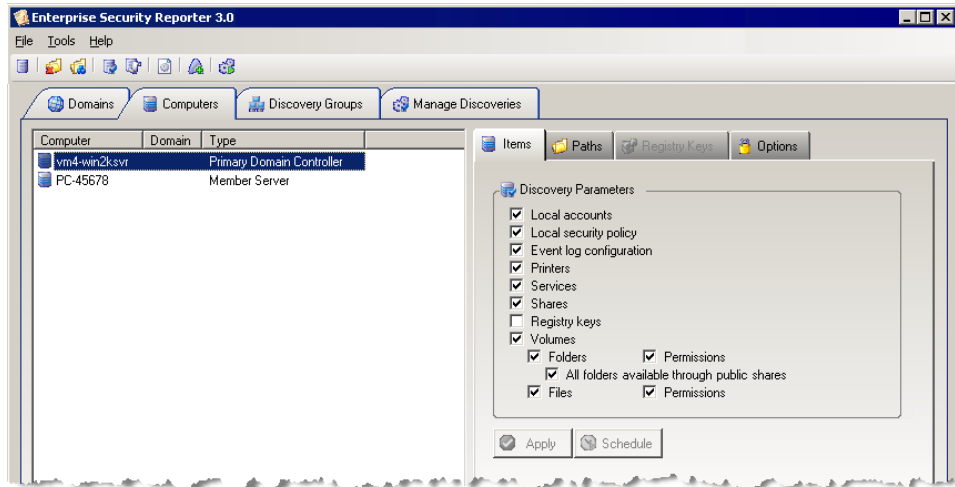 Enterprise Security Reporter 3.0
File Tools Help
Domains Computers Discovery Groups Manage Discoveries
Computer Domain Type
vm4-win2ksvr Primary Domain Controller
PC-45678 Member Server
Items Paths Registry Keys Options
Discovery Parameters
Local accounts
Local security policy
Event log configuration
Printers
Services
Shares
Registry keys
Volumes
Folders Permissions
All folders available through public shares
Files Permissions
Apply Schedule